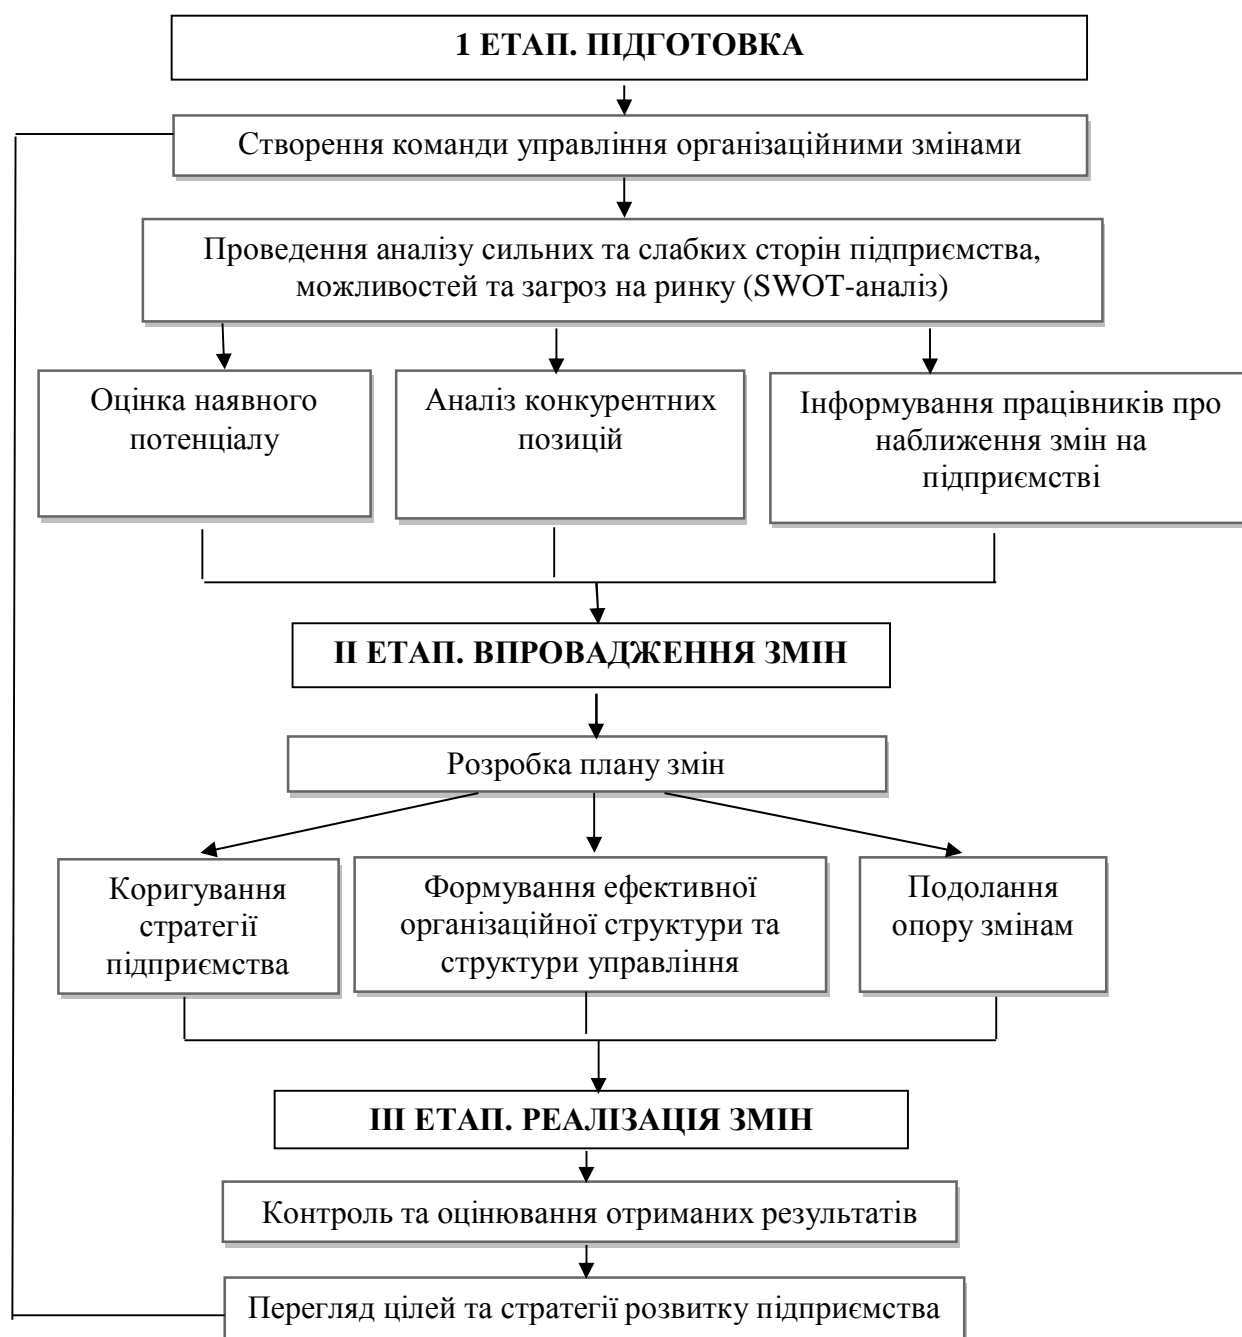 1 ЕТАП. ПІДГОТОВКА
Створення команди управління організаційними змінами
Проведення аналізу сильних та слабких сторін підприємства,
можливостей та загроз на ринку (SWOT-аналіз)
Оцінка наявного
потенціалу
Аналіз конкурентних
позицій
Інформування працівників про
наближення змін на
підприємстві
ІІ ЕТАП. ВПРОВАДЖЕННЯ ЗМІН
Розробка плану змін
Коригування
стратегії
підприємства
Формування ефективної
організаційної структури та
структури управління
Подолання
опору змінам
ІІІ ЕТАП. РЕАЛІЗАЦІЯ ЗМІН
Контроль та оцінювання отриманих результатів
Перегляд цілей та стратегії розвитку підприємства